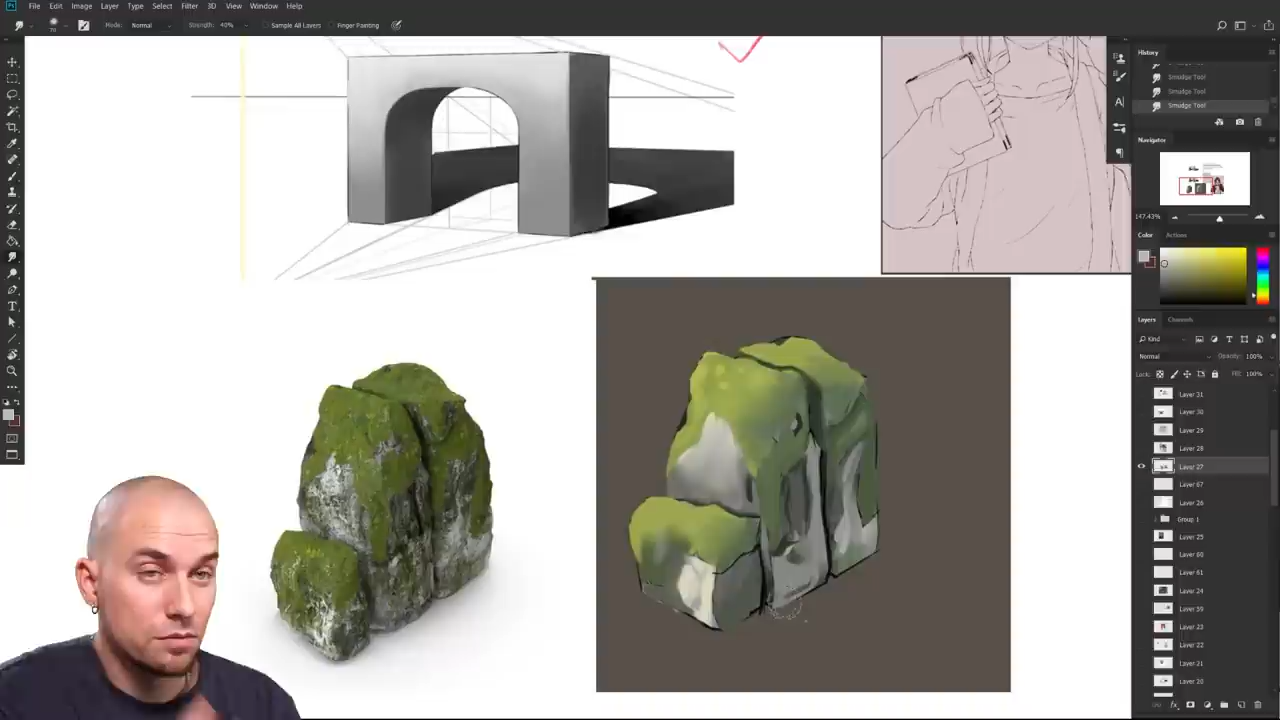 Ps File Edit Image Layer Type Select Filter 3D View Window Help
70 Mode: Normal Strength: 40% Sample All Layers Finger Painting
History
Smudge Tool
Smudge Tool
Smudge Tool
Navigator
147.43%
Color Actions
Layers Channels
Kind
Normal Opacity: 100%
Lock: Fill: 100%
Layer 31
Layer 30
Layer 29
Layer 28
Layer 27
Layer 67
Layer 26
Group 1
Layer 25
Layer 60
Layer 61
Layer 24
Layer 59
Layer 23
Layer 22
Layer 21
Layer 20